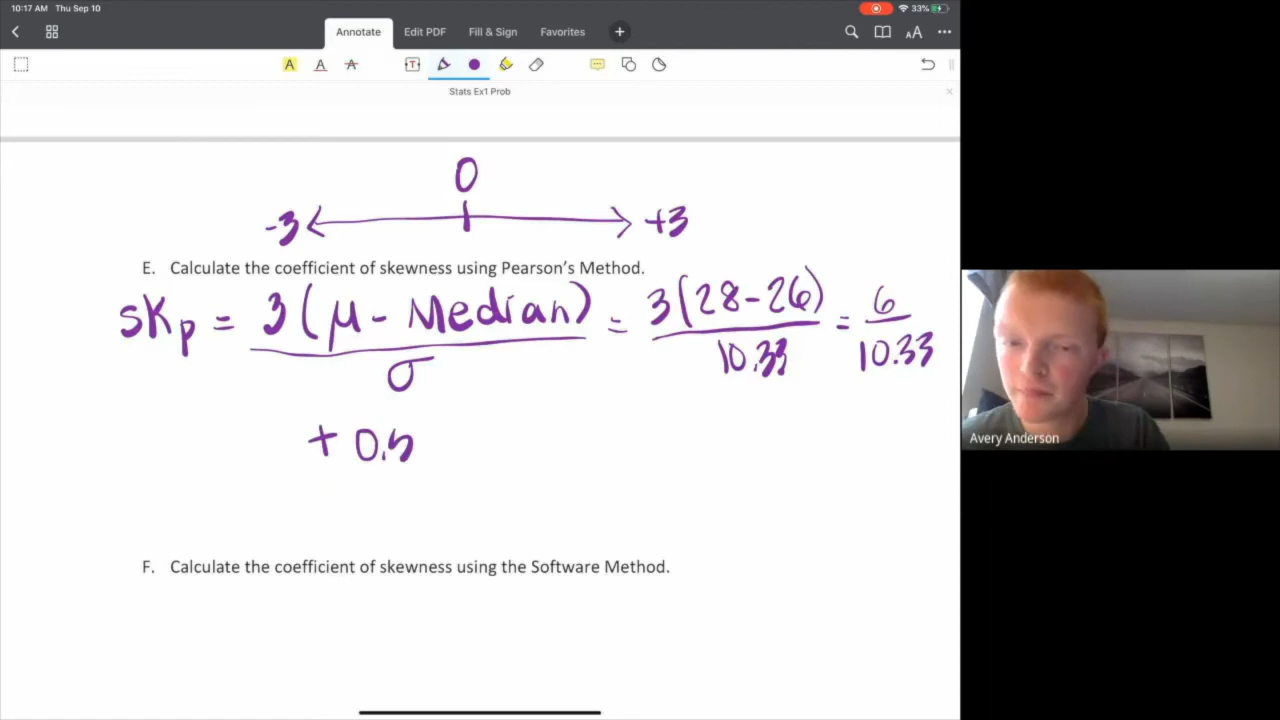 10:17 AM Thu Sep 10 33%
Annotate Edit PDF Fill & Sign Favorites +
Stats Ex1 Prob
0
-3 +3
E. Calculate the coefficient of skewness using Pearson's Method.
skp = 3(μ - Median) / σ = 3(28-26) / 10.33 = 6 / 10.33
+ 0.5
F. Calculate the coefficient of skewness using the Software Method.
Avery Anderson